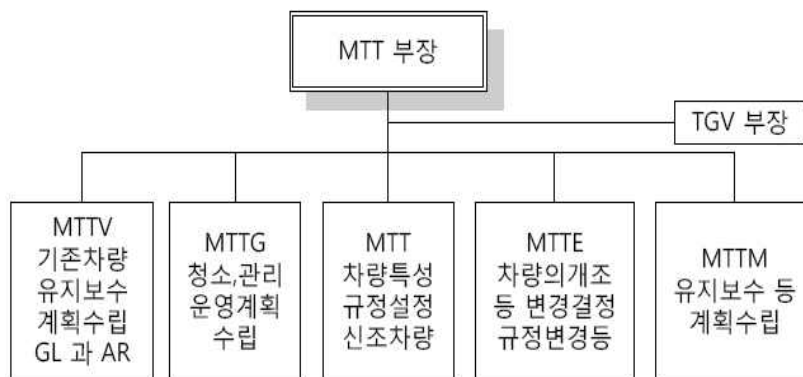 MTT 부장
TGV 부장
MTTV
기존차량
유지보수
계획수립
GL 과 AR
MTTG
청소,관리
운영계획
수립
MTT
차량특성
규정설정
신조차량
MTTE
차량의개조
등 변경결정
규정변경등
MTTM
유지보수 등
계획수립